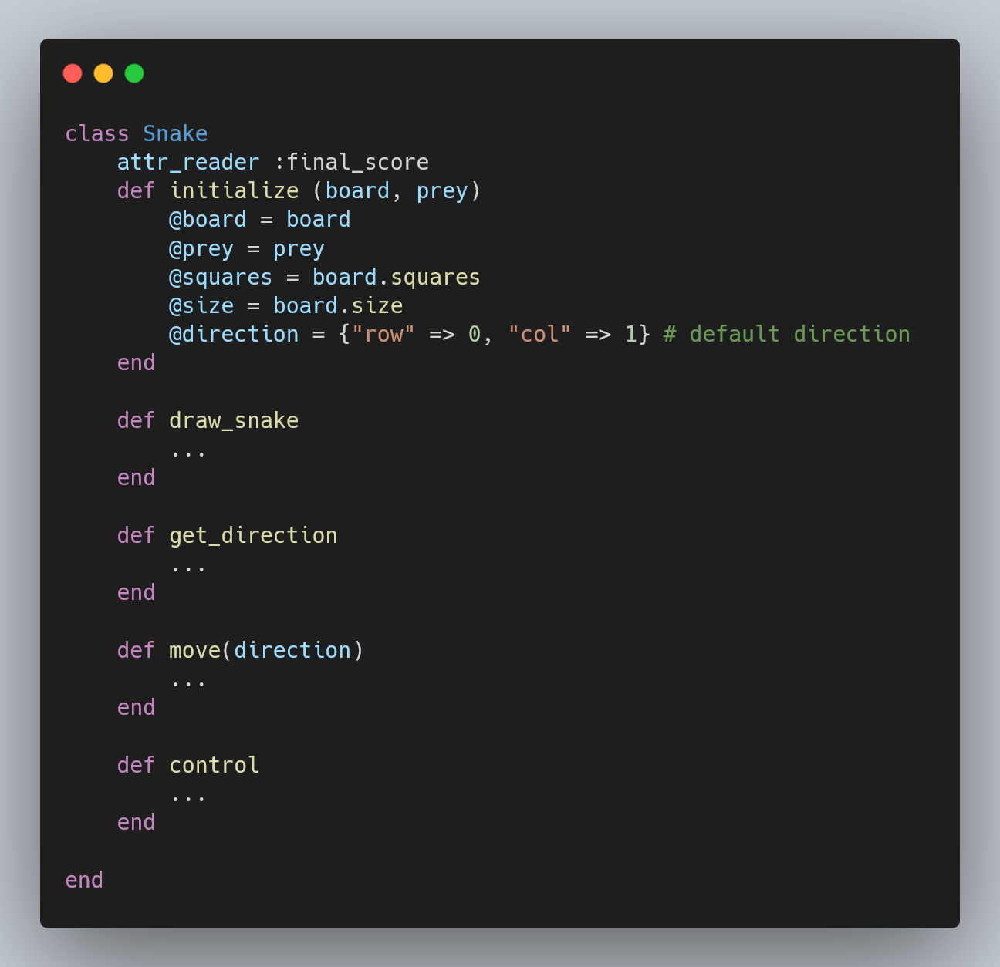 class Snake
    attr_reader :final_score
    def initialize (board, prey)
        @board = board
        @prey = prey
        @squares = board.squares
        @size = board.size
        @direction = {"row" => 0, "col" => 1} # default direction
    end

    def draw_snake
        ...
    end

    def get_direction
        ...
    end

    def move(direction)
        ...
    end

    def control
        ...
    end

end